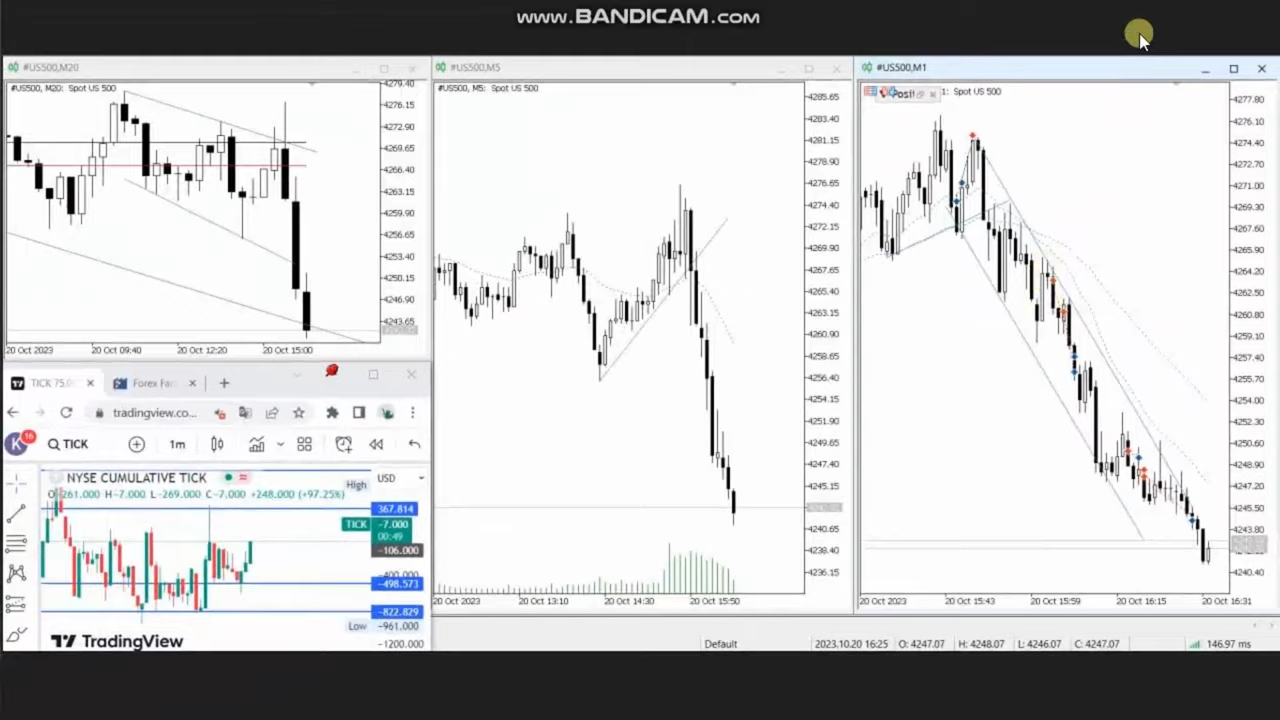 www.BANDICAM.com
#US500,M20
#US500, M20: Spot US 500
4279.40
4276.15
4272.90
4269.65
4266.40
4263.15
4259.90
4256.65
4253.40
4250.15
4246.90
4243.65
20 Oct 2023
20 Oct 09:40
20 Oct 12:20
20 Oct 15:00
#US500,M5
#US500, M5: Spot US 500
4285.65
4283.40
4281.15
4278.90
4276.65
4274.40
4272.15
4269.90
4267.65
4265.40
4263.15
4260.90
4258.65
4256.40
4254.15
4251.90
4249.65
4247.40
4245.15
4240.65
4238.40
4236.15
20 Oct 2023
20 Oct 13:10
20 Oct 14:30
20 Oct 15:50
#US500,M1
1: Spot US 500
4277.80
4276.10
4274.40
4272.70
4271.00
4269.30
4267.60
4265.90
4264.20
4262.50
4260.80
4259.10
4257.40
4255.70
4254.00
4252.30
4250.60
4248.90
4247.20
4245.50
4243.80
4240.40
20 Oct 2023
20 Oct 15:43
20 Oct 15:59
20 Oct 16:15
20 Oct 16:31
TICK 75.0
Forex Fac
tradingview.co...
K
16
TICK
1m
NYSE CUMULATIVE TICK
High
USD
O-261.000 H-7.000 L-269.000 C-7.000 +248.000 (+97.25%)
367.814
TICK
-7.000
00:49
-106.000
-400.000
-498.573
-822.829
Low
-961.000
-1200.000
TradingView
Default
2023.10.20 16:25
O: 4247.07
H: 4248.07
L: 4246.07
C: 4247.07
146.97 ms